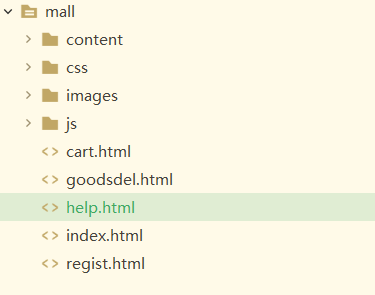 mall
content
css
images
js
cart.html
goodsdel.html
help.html
index.html
regist.html